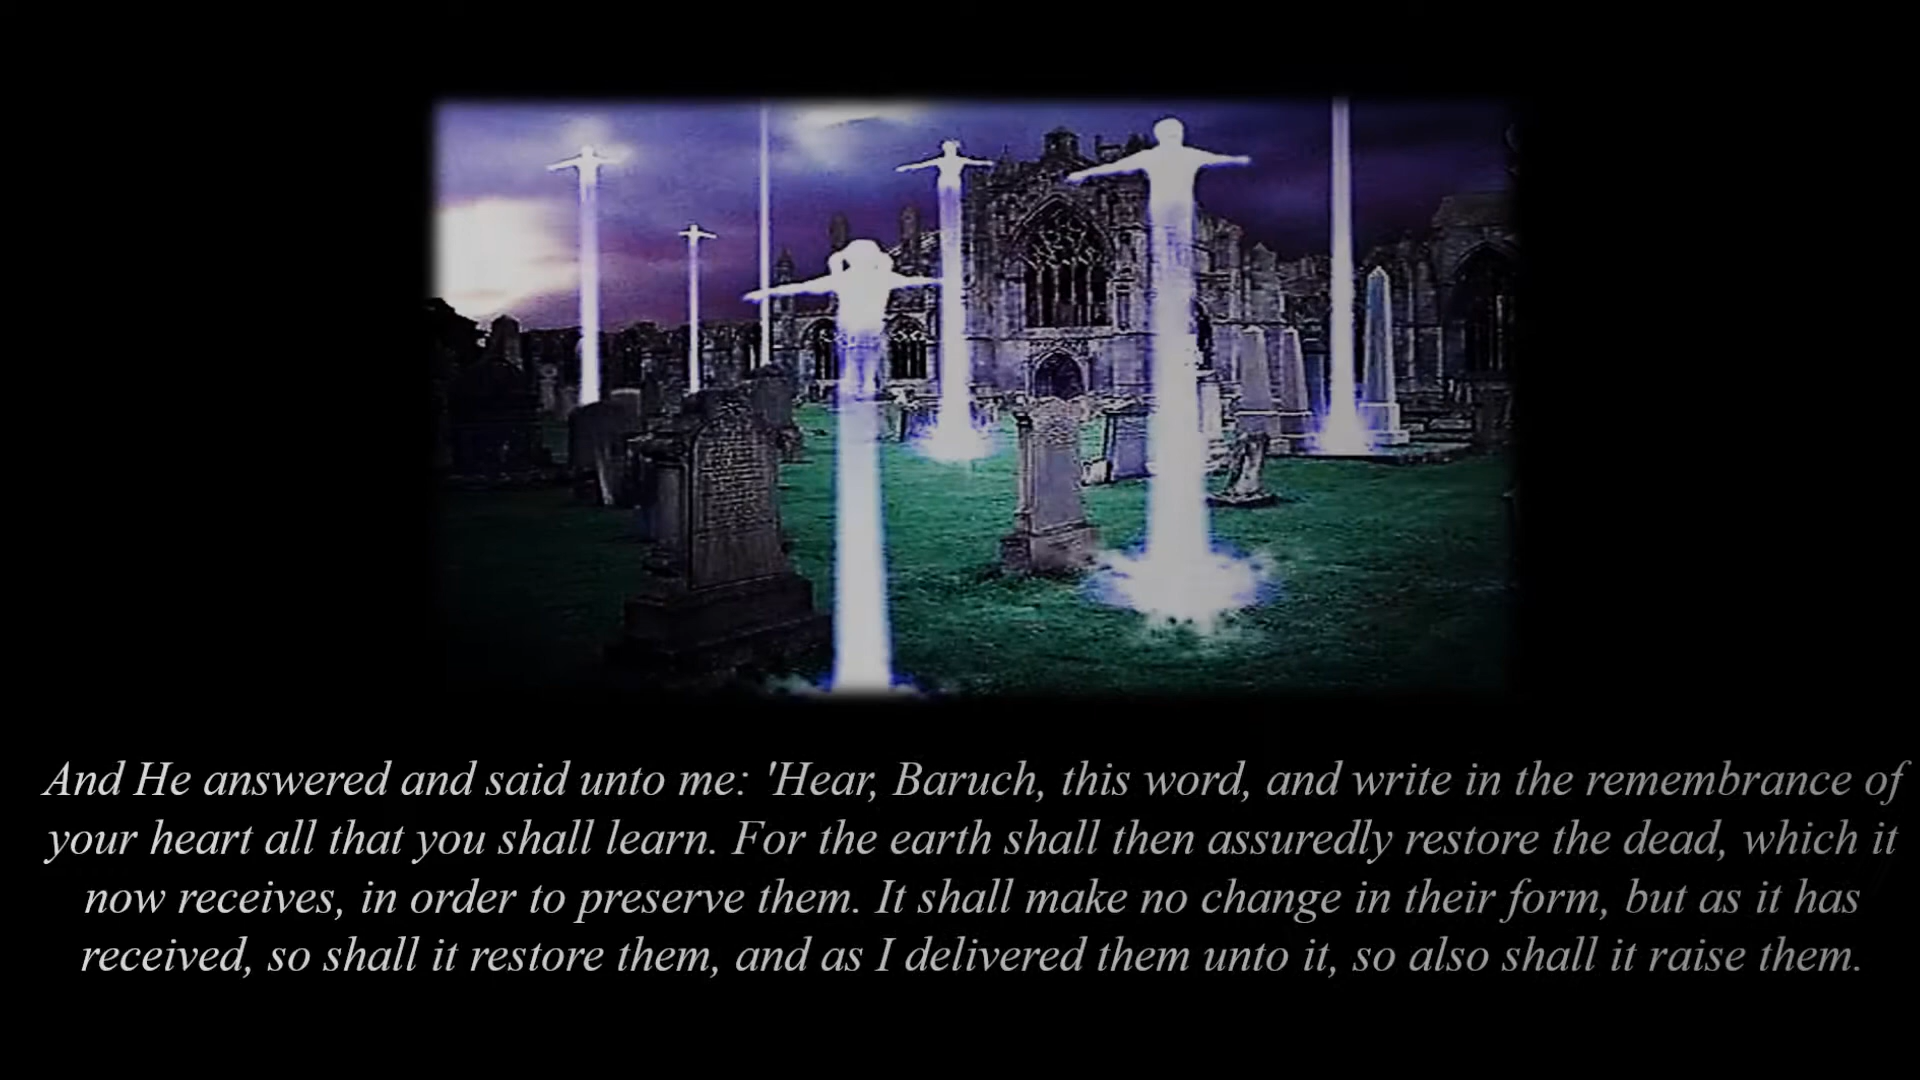 And He answered and said unto me: 'Hear, Baruch, this word, and write in the remembrance of
your heart all that you shall learn. For the earth shall then assuredly restore the dead, which it
now receives, in order to preserve them. It shall make no change in their form, but as it has
received, so shall it restore them, and as I delivered them unto it, so also shall it raise them.